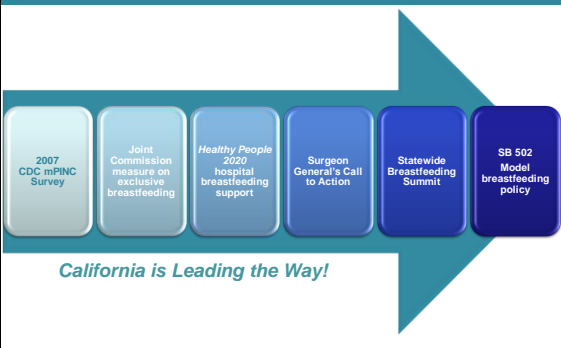 2007
CDC mPINC
Survey
Joint
Commission
measure on
exclusive
breastfeeding
Healthy People
2020
hospital
breastfeeding
support
Surgeon
General's Call
to Action
Statewide
Breastfeeding
Summit
SB 502
Model
breastfeeding
policy
California is Leading the Way!